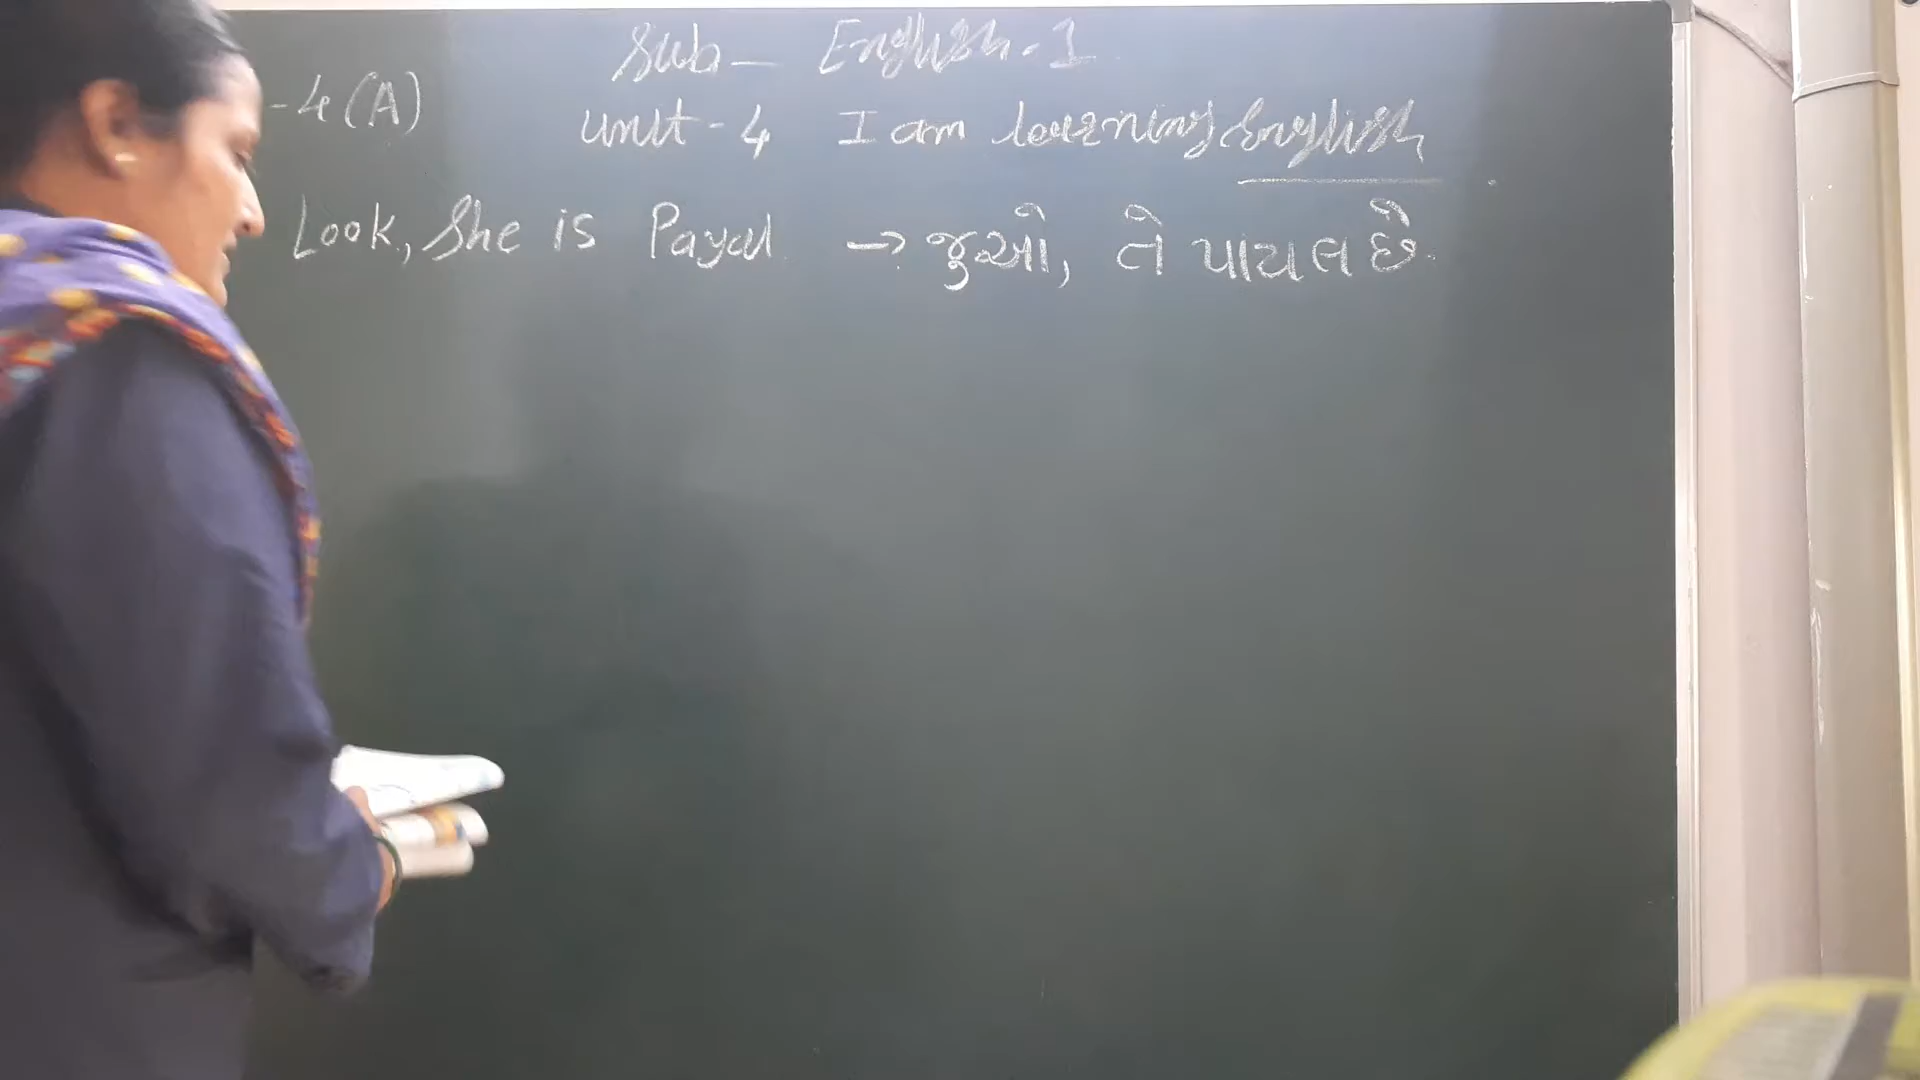 Sub - English-1
-4(A)
Unit-4 I am learning English
Look, She is Payal → જુઓ, તે પાયલ છે.